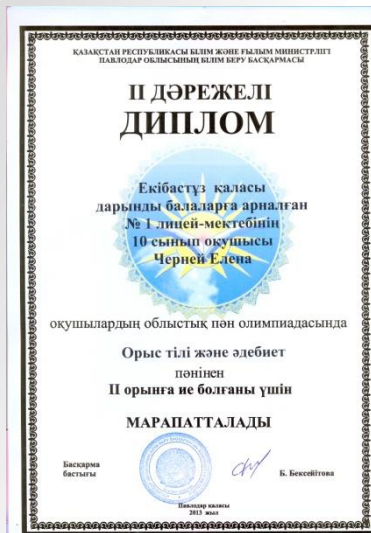 ҚАЗАҚСТАН РЕСПУБЛИКАСЫ БІЛІМ ЖӘНЕ ҒЫЛЫМ МИНИСТРЛІГІ
ПАВЛОДАР ОБЛЫСЫНЫҢ БІЛІМ БЕРУ БАСҚАРМАСЫ
ІІ ДӘРЕЖЕЛІ
ДИПЛОМ
Екібастұз қаласы
дарынды балаларға арналған
№ 1 лицей-мектебінің
10 сынып оқушысы
Черней Елена
оқушылардың облыстық пән олимпиадасында
Орыс тілі және әдебиет
пәнінен
ІІ орынға ие болғаны үшін
МАРАПАТТАЛАДЫ
Басқарма
бастығы
Б. Бексейітова
Павлодар қаласы
2013 жыл